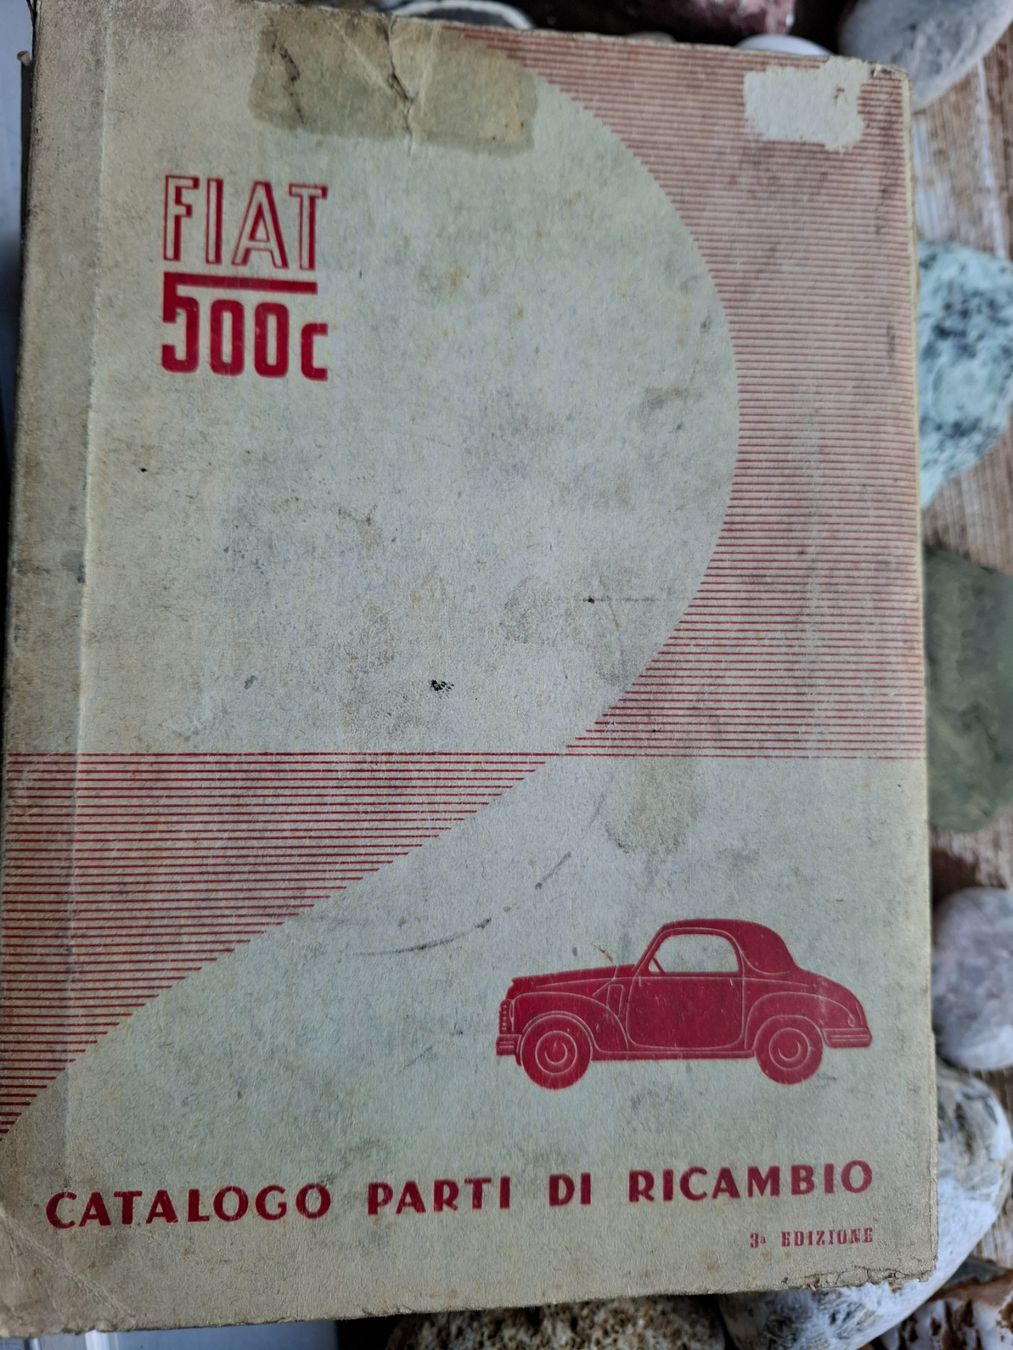 FIAT
500c
CATALOGO PARTI DI RICAMBIO
3ª EDIZIONE